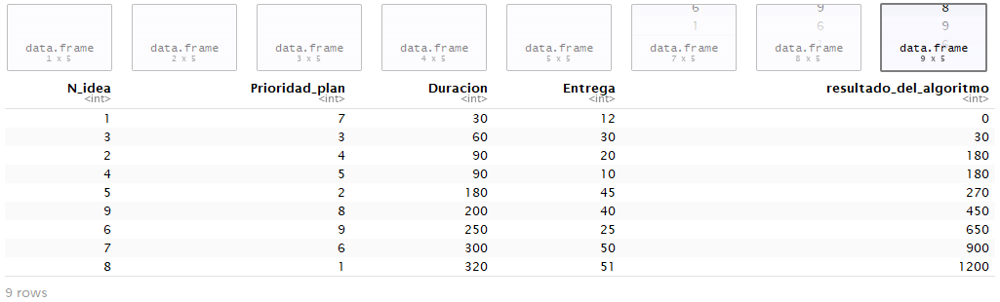 6 9 8
1 6 9
data.frame data.frame data.frame data.frame data.frame data.frame data.frame data.frame
1 x 5 2 x 5 3 x 5 4 x 5 5 x 5 7 x 5 8 x 5 9 x 5
N_idea Prioridad_plan Duracion Entrega resultado_del_algoritmo
<int> <int> <int> <int> <int>
1 7 30 12 0
3 3 60 30 30
2 4 90 20 180
4 5 90 10 180
5 2 180 45 270
9 8 200 40 450
6 9 250 25 650
7 6 300 50 900
8 1 320 51 1200
9 rows